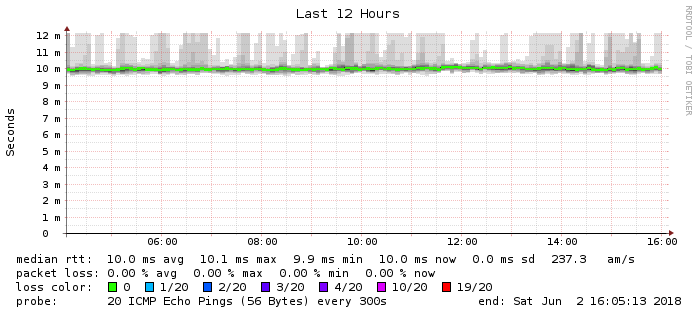 Last 12 Hours
RRDTOOL / TOBI OETIKER
Seconds
12 m
11 m
10 m
9 m
8 m
7 m
6 m
5 m
4 m
3 m
2 m
1 m
0
06:00 08:00 10:00 12:00 14:00 16:00
median rtt: 10.0 ms avg 10.1 ms max 9.9 ms min 10.0 ms now 0.0 ms sd 237.3 am/s
packet loss: 0.00 % avg 0.00 % max 0.00 % min 0.00 % now
loss color: 0 1/20 2/20 3/20 4/20 10/20 19/20
probe: 20 ICMP Echo Pings (56 Bytes) every 300s end: Sat Jun 2 16:05:13 2018